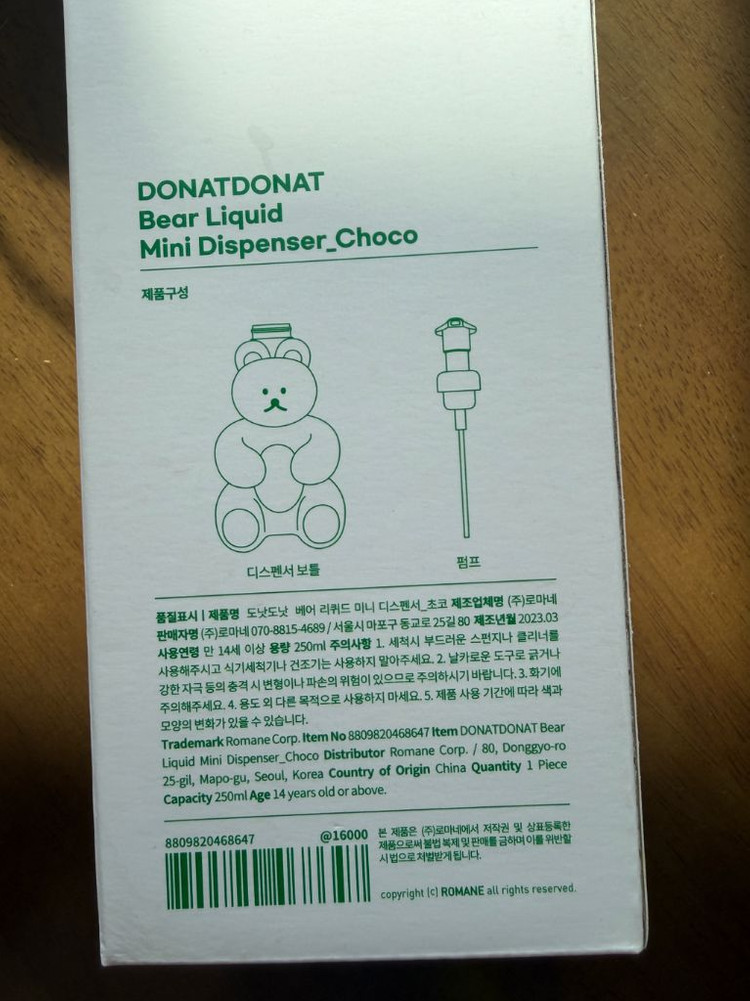 DONATDONAT
Bear Liquid
Mini Dispenser_Choco
제품구성
디스펜서 보틀
펌프
품질표시 | 제품명 도낫도낫 베어 리퀴드 미니 디스펜서_초코 제조업체명 (주)로마네
판매자명 (주)로마네 070-8815-4689 / 서울시 마포구 동교로 25길 80 제조년월 2023.03
사용연령 만 14세 이상 용량 250ml 주의사항 1. 세척시 부드러운 스펀지나 클리너를
사용해주시고 식기세척기나 건조기는 사용하지 말아주세요. 2. 날카로운 도구로 긁거나
강한 자극 등의 충격 시 변형이나 파손의 위험이 있으므로 주의하시기 바랍니다. 3. 화기에
주의해주세요. 4. 용도 외 다른 목적으로 사용하지 마세요. 5. 제품 사용 기간에 따라 색과
모양의 변화가 있을 수 있습니다.
Trademark Romane Corp. Item No 8809820468647 Item DONATDONAT Bear
Liquid Mini Dispenser_Choco Distributor Romane Corp. / 80, Donggyo-ro
25-gil, Mapo-gu, Seoul, Korea Country of Origin China Quantity 1 Piece
Capacity 250ml Age 14 years old or above.
8809820468647 @16000
본 제품은 (주)로마네에서 저작권 및 상표등록한
제품으로써 불법 복제 및 판매를 금하며 이를 위반할
시 법으로 처벌받게 됩니다.
copyright (c) ROMANE all rights reserved.